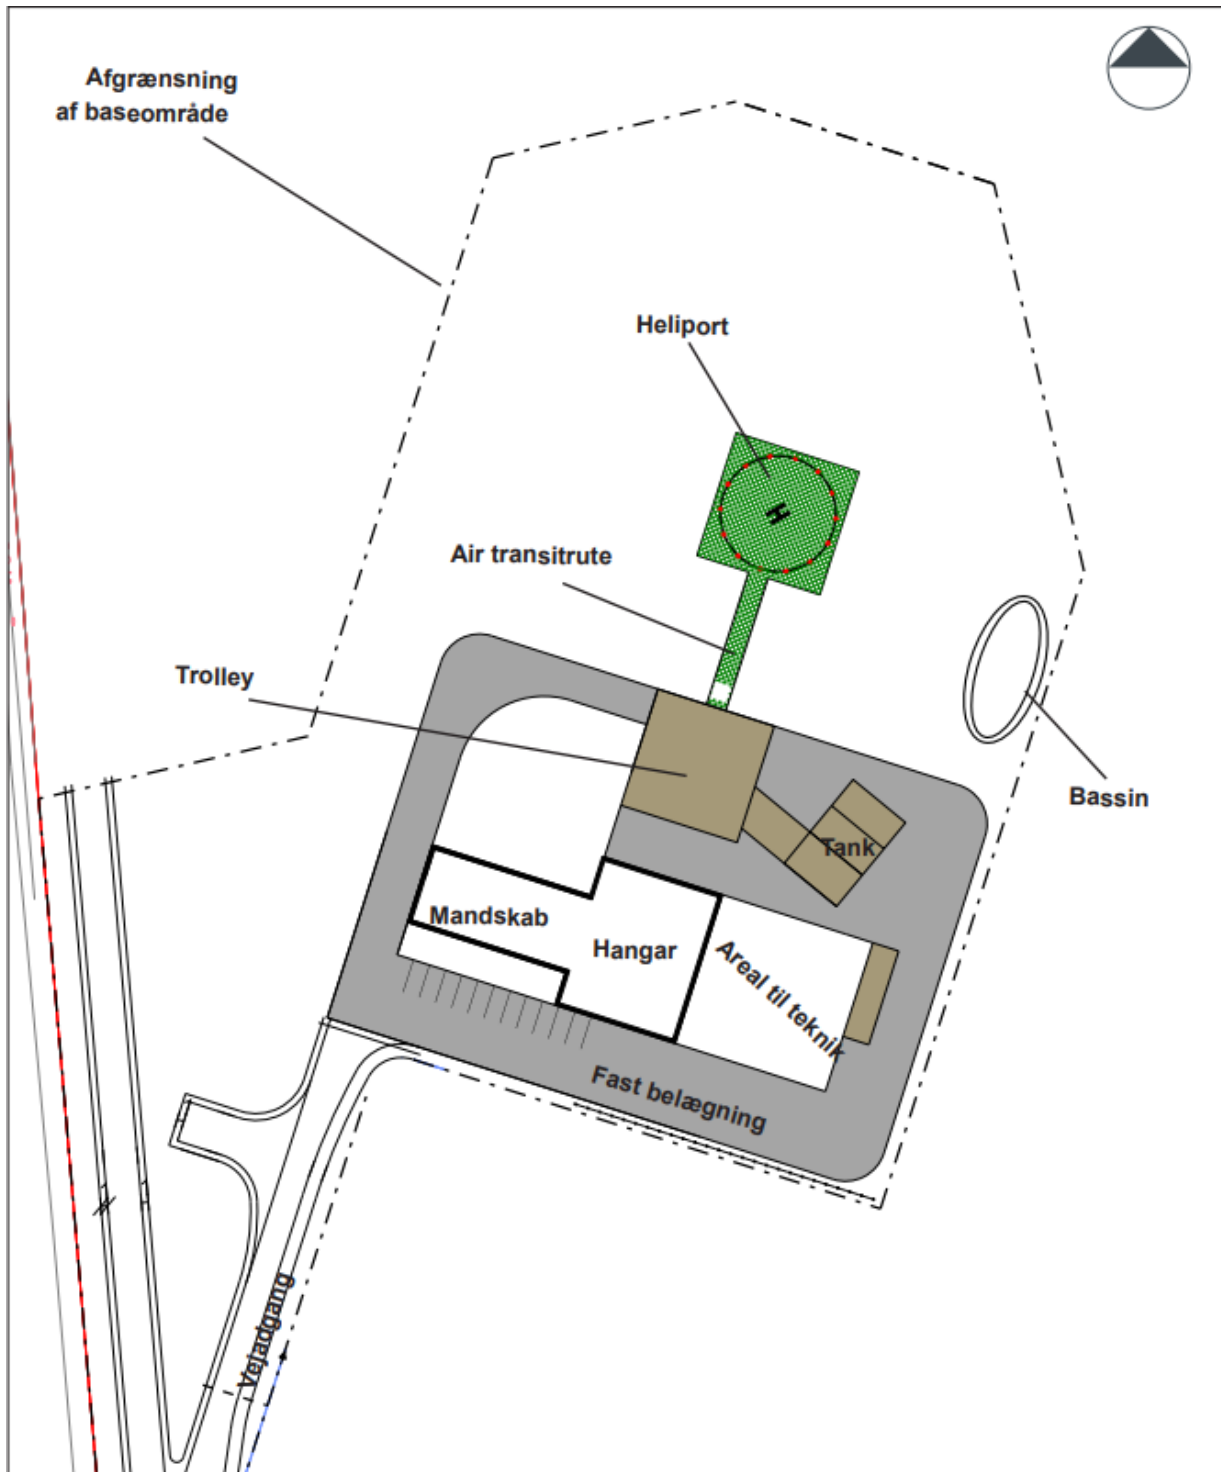 Afgrænsning
af baseområde
Heliport
H
Air transitrute
Trolley
Bassin
Tank
Mandskab
Hangar
Areal til teknik
Fast belægning
Vejadgang